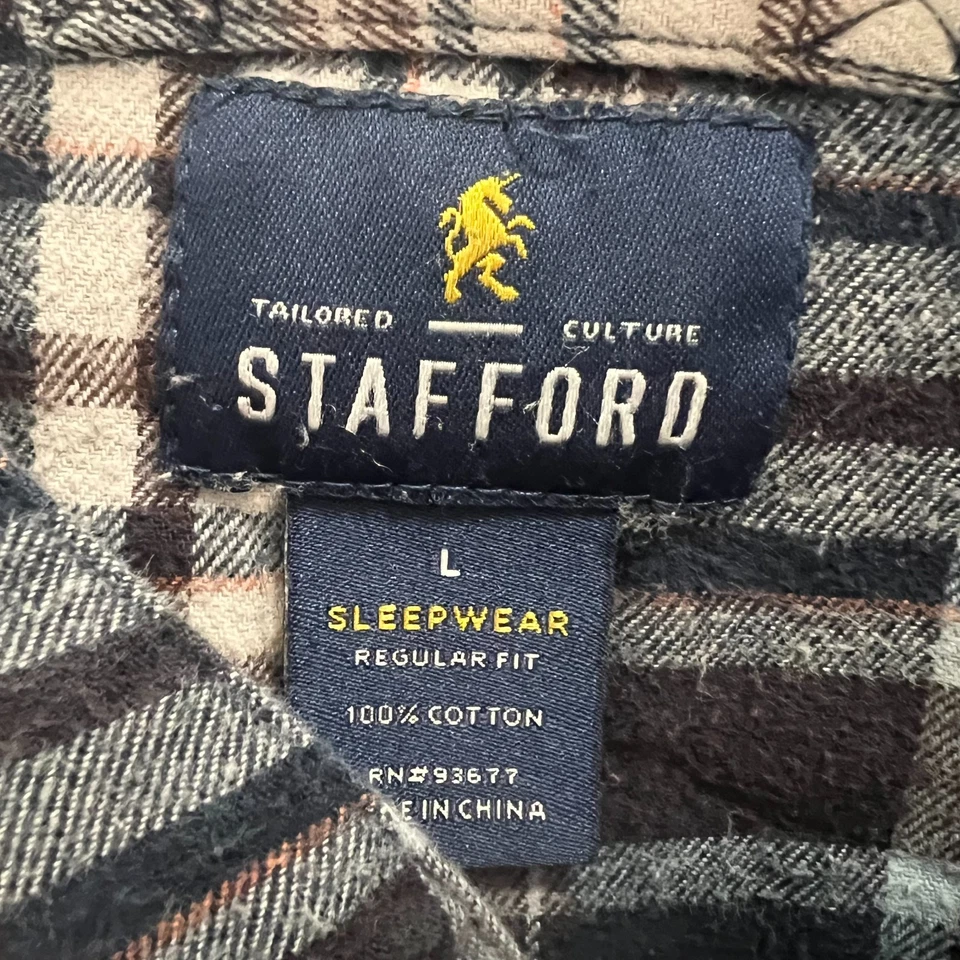 TAILORED CULTURE
STAFFORD
L
SLEEPWEAR
REGULAR FIT
100% COTTON
RN#93677
IN CHINA